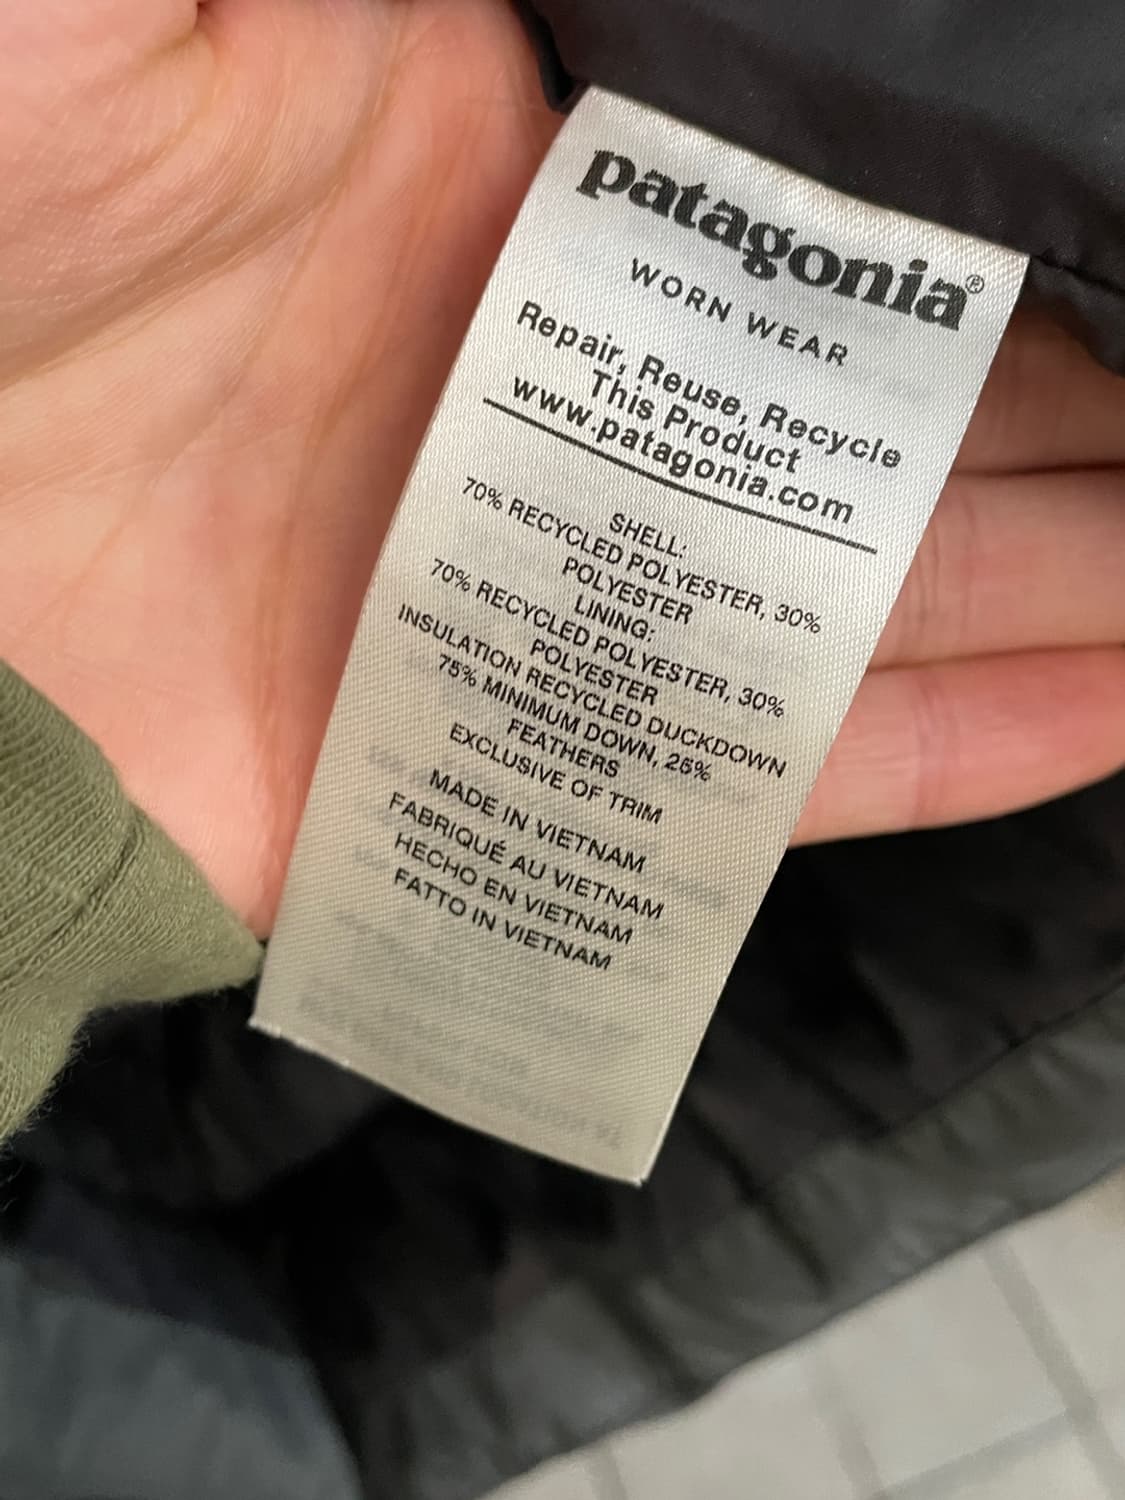 patagonia®
WORN WEAR
Repair, Reuse, Recycle
This Product
www.patagonia.com
SHELL:
70% RECYCLED POLYESTER, 30%
POLYESTER
LINING:
70% RECYCLED POLYESTER, 30%
POLYESTER
INSULATION RECYCLED DUCKDOWN
75% MINIMUM DOWN, 25%
FEATHERS
EXCLUSIVE OF TRIM
MADE IN VIETNAM
FABRIQUÉ AU VIETNAM
HECHO EN VIETNAM
FATTO IN VIETNAM